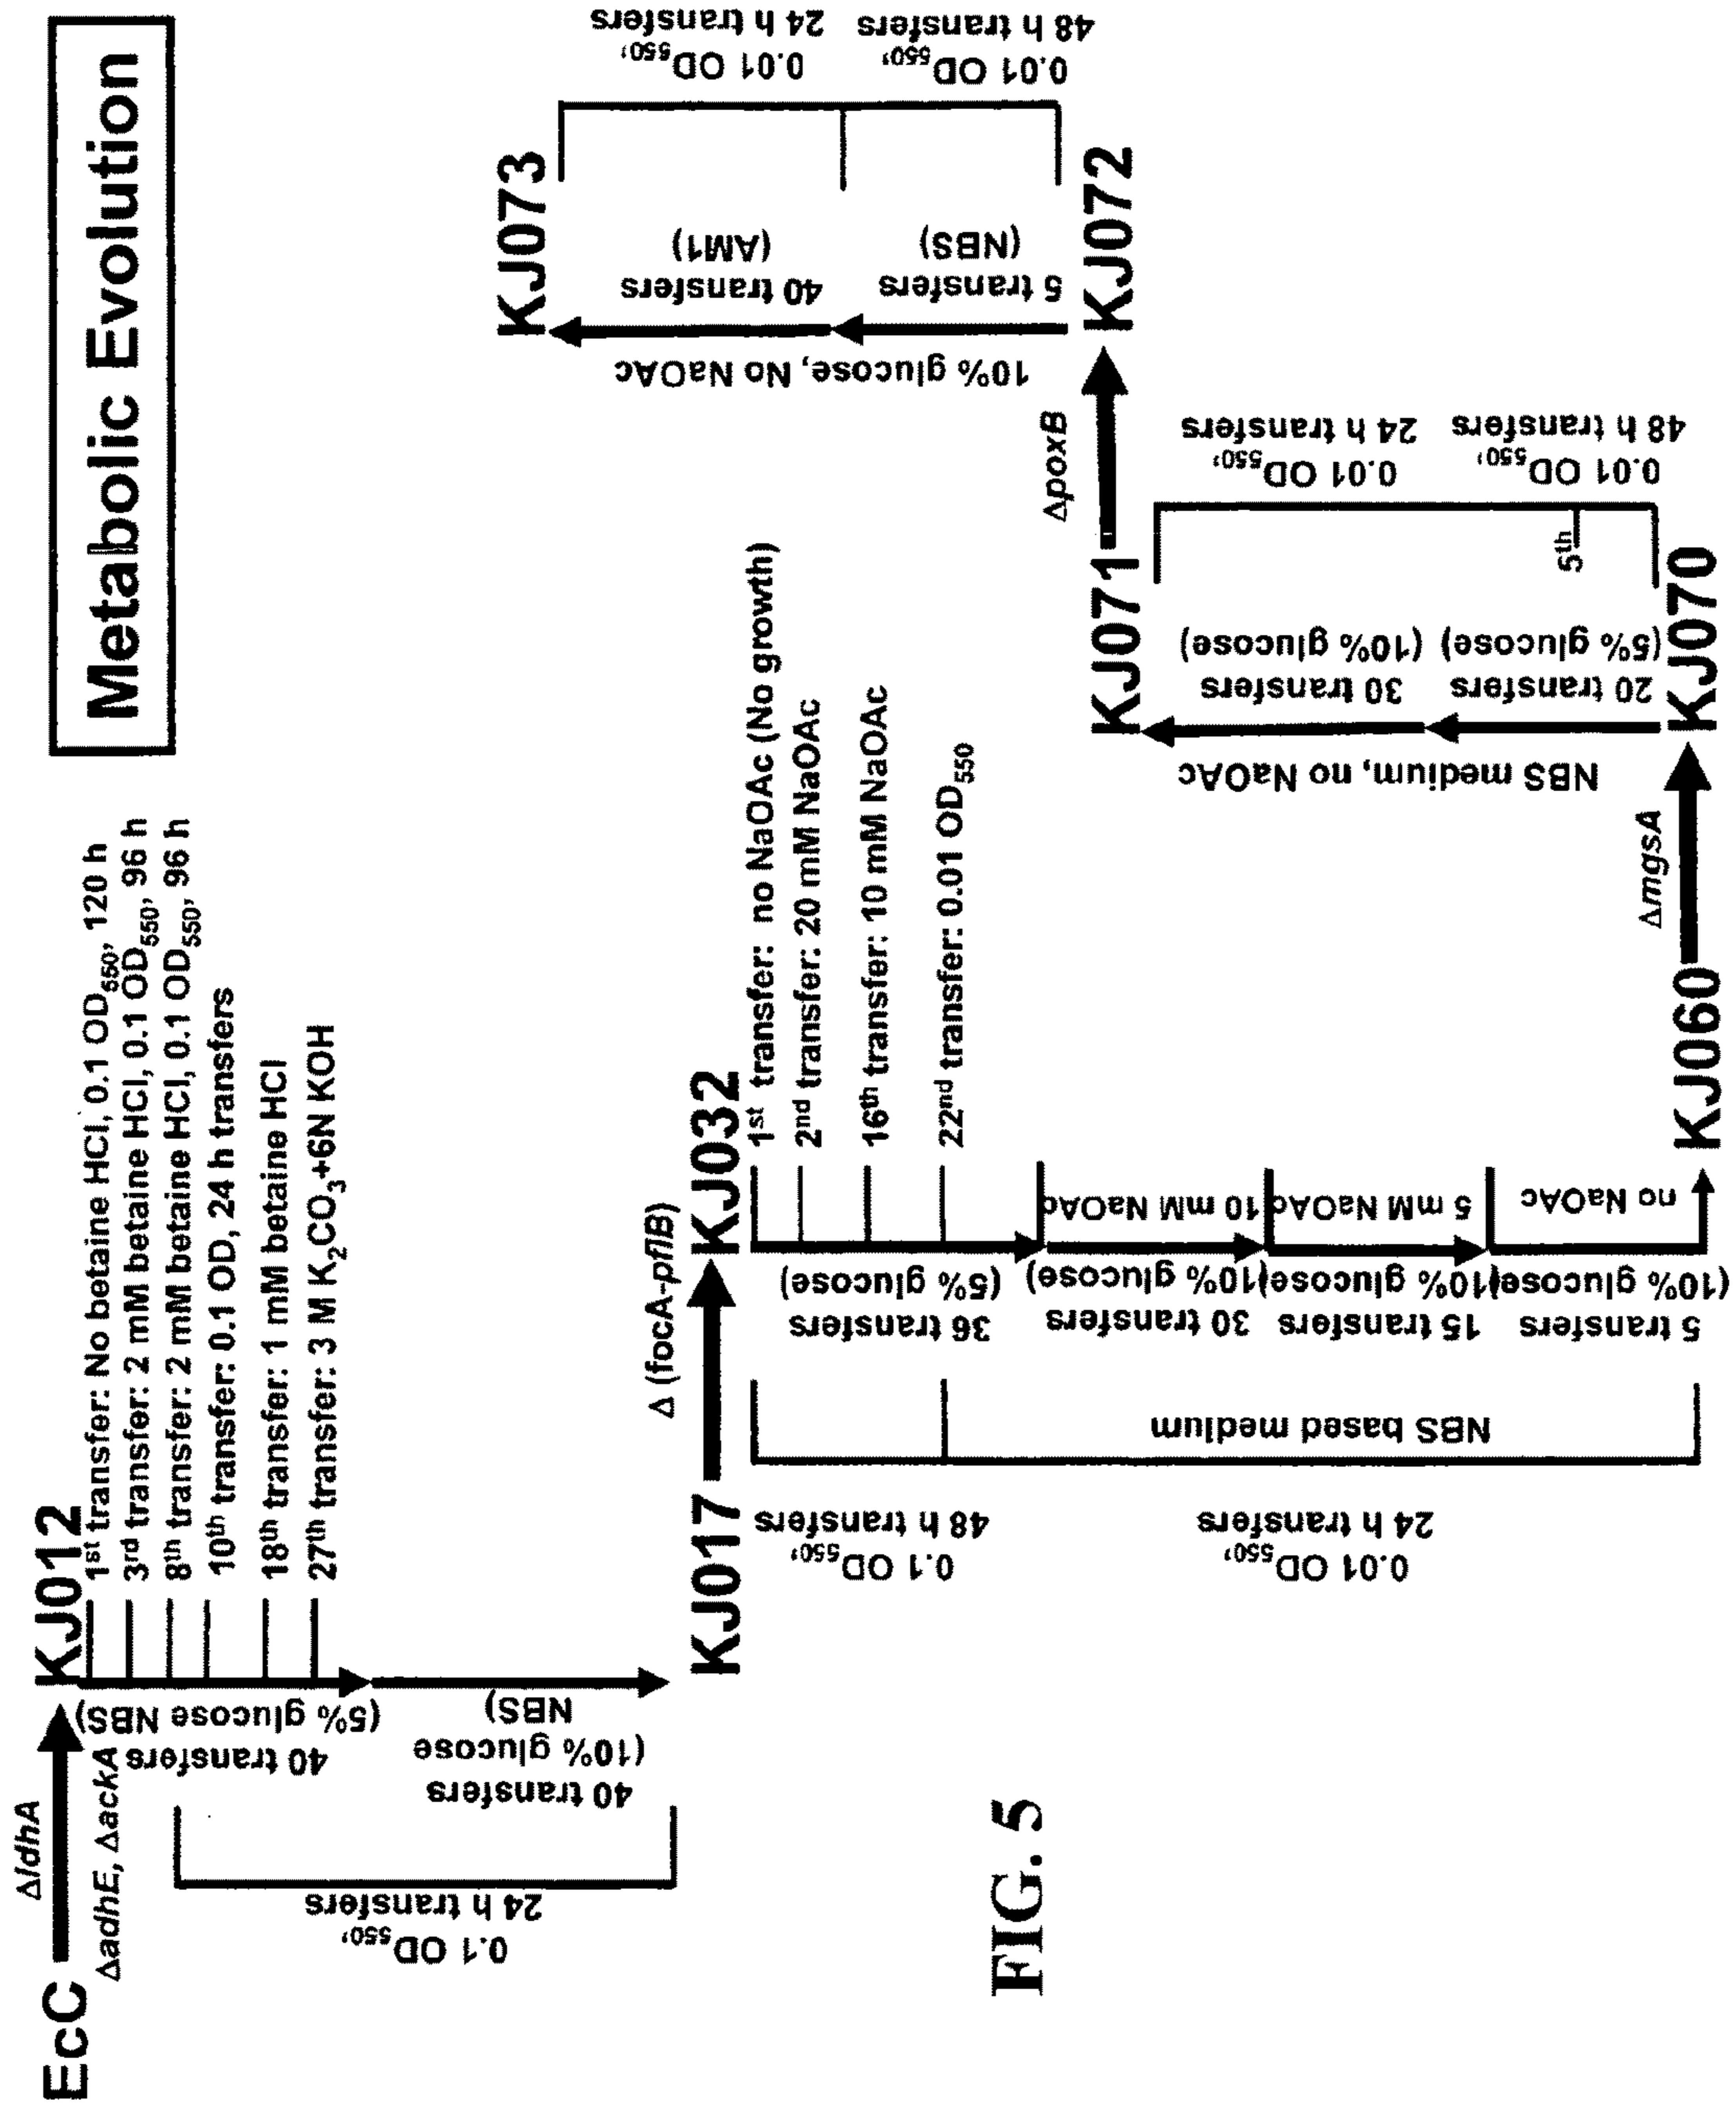 Metabolic Evolution
EcC
ΔldhA
ΔadhE, ΔackA
KJ012
1st transfer: No betaine HCl, 0.1 OD550, 120 h
3rd transfer: 2 mM betaine HCl, 0.1 OD550, 96 h
8th transfer: 2 mM betaine HCl, 0.1 OD550, 96 h
10th transfer: 0.1 OD, 24 h transfers
18th transfer: 1 mM betaine HCl
27th transfer: 3 M K2CO3+6N KOH
40 transfers
(5% glucose NBS)
40 transfers
(10% glucose
NBS)
0.1 OD550,
24 h transfers
KJ017
Δ (focA-pflB)
KJ032
1st transfer: no NaOAc (No growth)
2nd transfer: 20 mM NaOAc
16th transfer: 10 mM NaOAc
22nd transfer: 0.01 OD550
36 transfers
(5% glucose)
30 transfers
(10% glucose)
10 mM NaOAc
15 transfers
(10% glucose)
5 mM NaOAc
5 transfers
(10% glucose)
no NaOAc
NBS based medium
0.1 OD550,
48 h transfers
0.01 OD550,
24 h transfers
KJ060
ΔmgsA
KJ070
NBS medium, no NaOAc
20 transfers
(5% glucose)
30 transfers
(10% glucose)
5th
0.01 OD550,
48 h transfers
0.01 OD550,
24 h transfers
KJ071
ΔpoxB
KJ072
10% glucose, No NaOAc
5 transfers
(NBS)
40 transfers
(AM1)
0.01 OD550,
48 h transfers
0.01 OD550,
24 h transfers
KJ073
FIG. 5